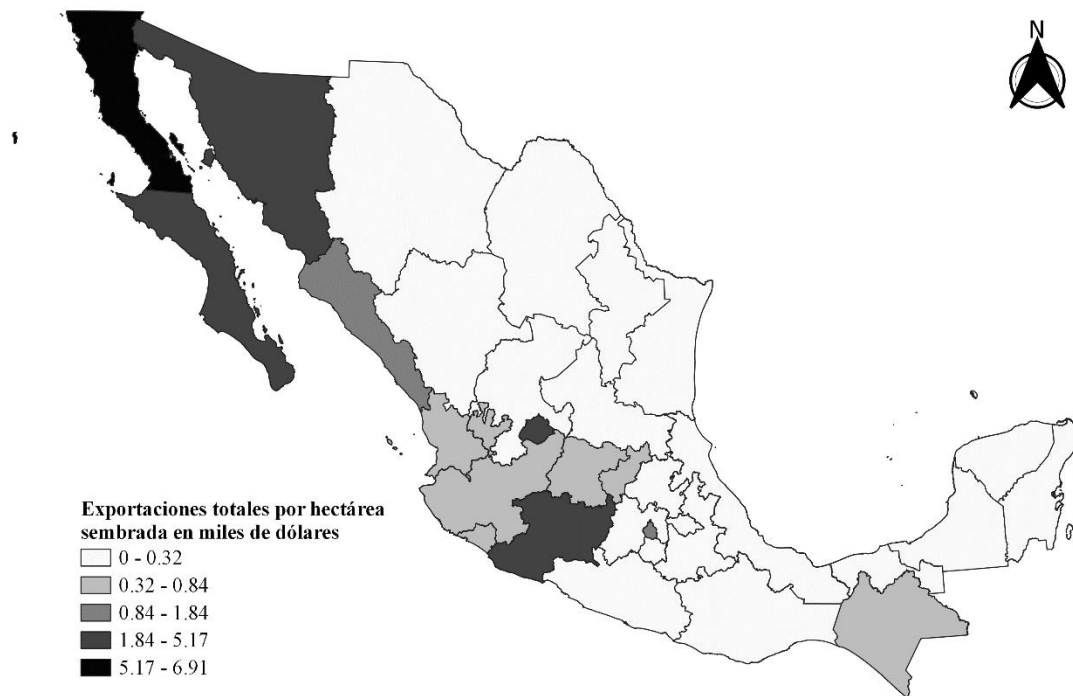 N
Exportaciones totales por hectárea
sembrada en miles de dólares
0 - 0.32
0.32 - 0.84
0.84 - 1.84
1.84 - 5.17
5.17 - 6.91